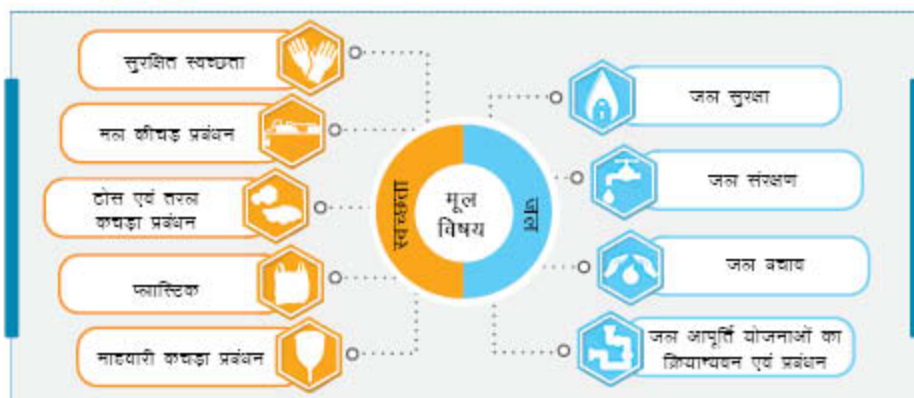 सुरक्षित स्वच्छता
मल कीचड़ प्रबंधन
ठोस एवं तरल
कचड़ा प्रबंधन
प्लास्टिक
माहवारी कचड़ा प्रबंधन
स्वच्छता
मूल
विषय
जल
जल सुरक्षा
जल संरक्षण
जल बचाव
जल आपूर्ति योजनाओं का
क्रियान्वयन एवं प्रबंधन